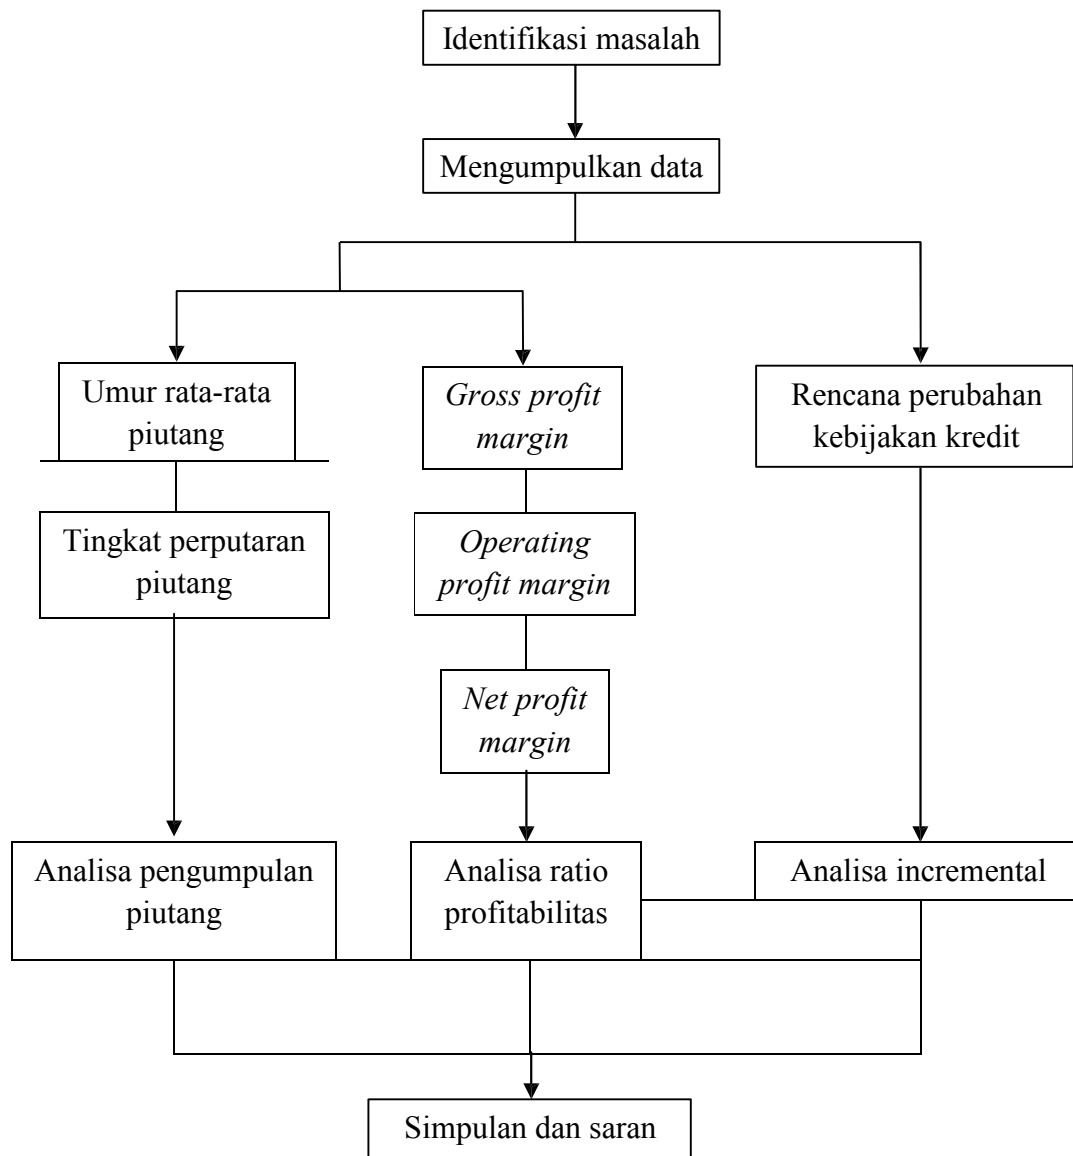 Identifikasi masalah
Mengumpulkan data
Umur rata-rata
piutang
Gross profit
margin
Rencana perubahan
kebijakan kredit
Tingkat perputaran
piutang
Operating
profit margin
Net profit
margin
Analisa pengumpulan
piutang
Analisa ratio
profitabilitas
Analisa incremental
Simpulan dan saran